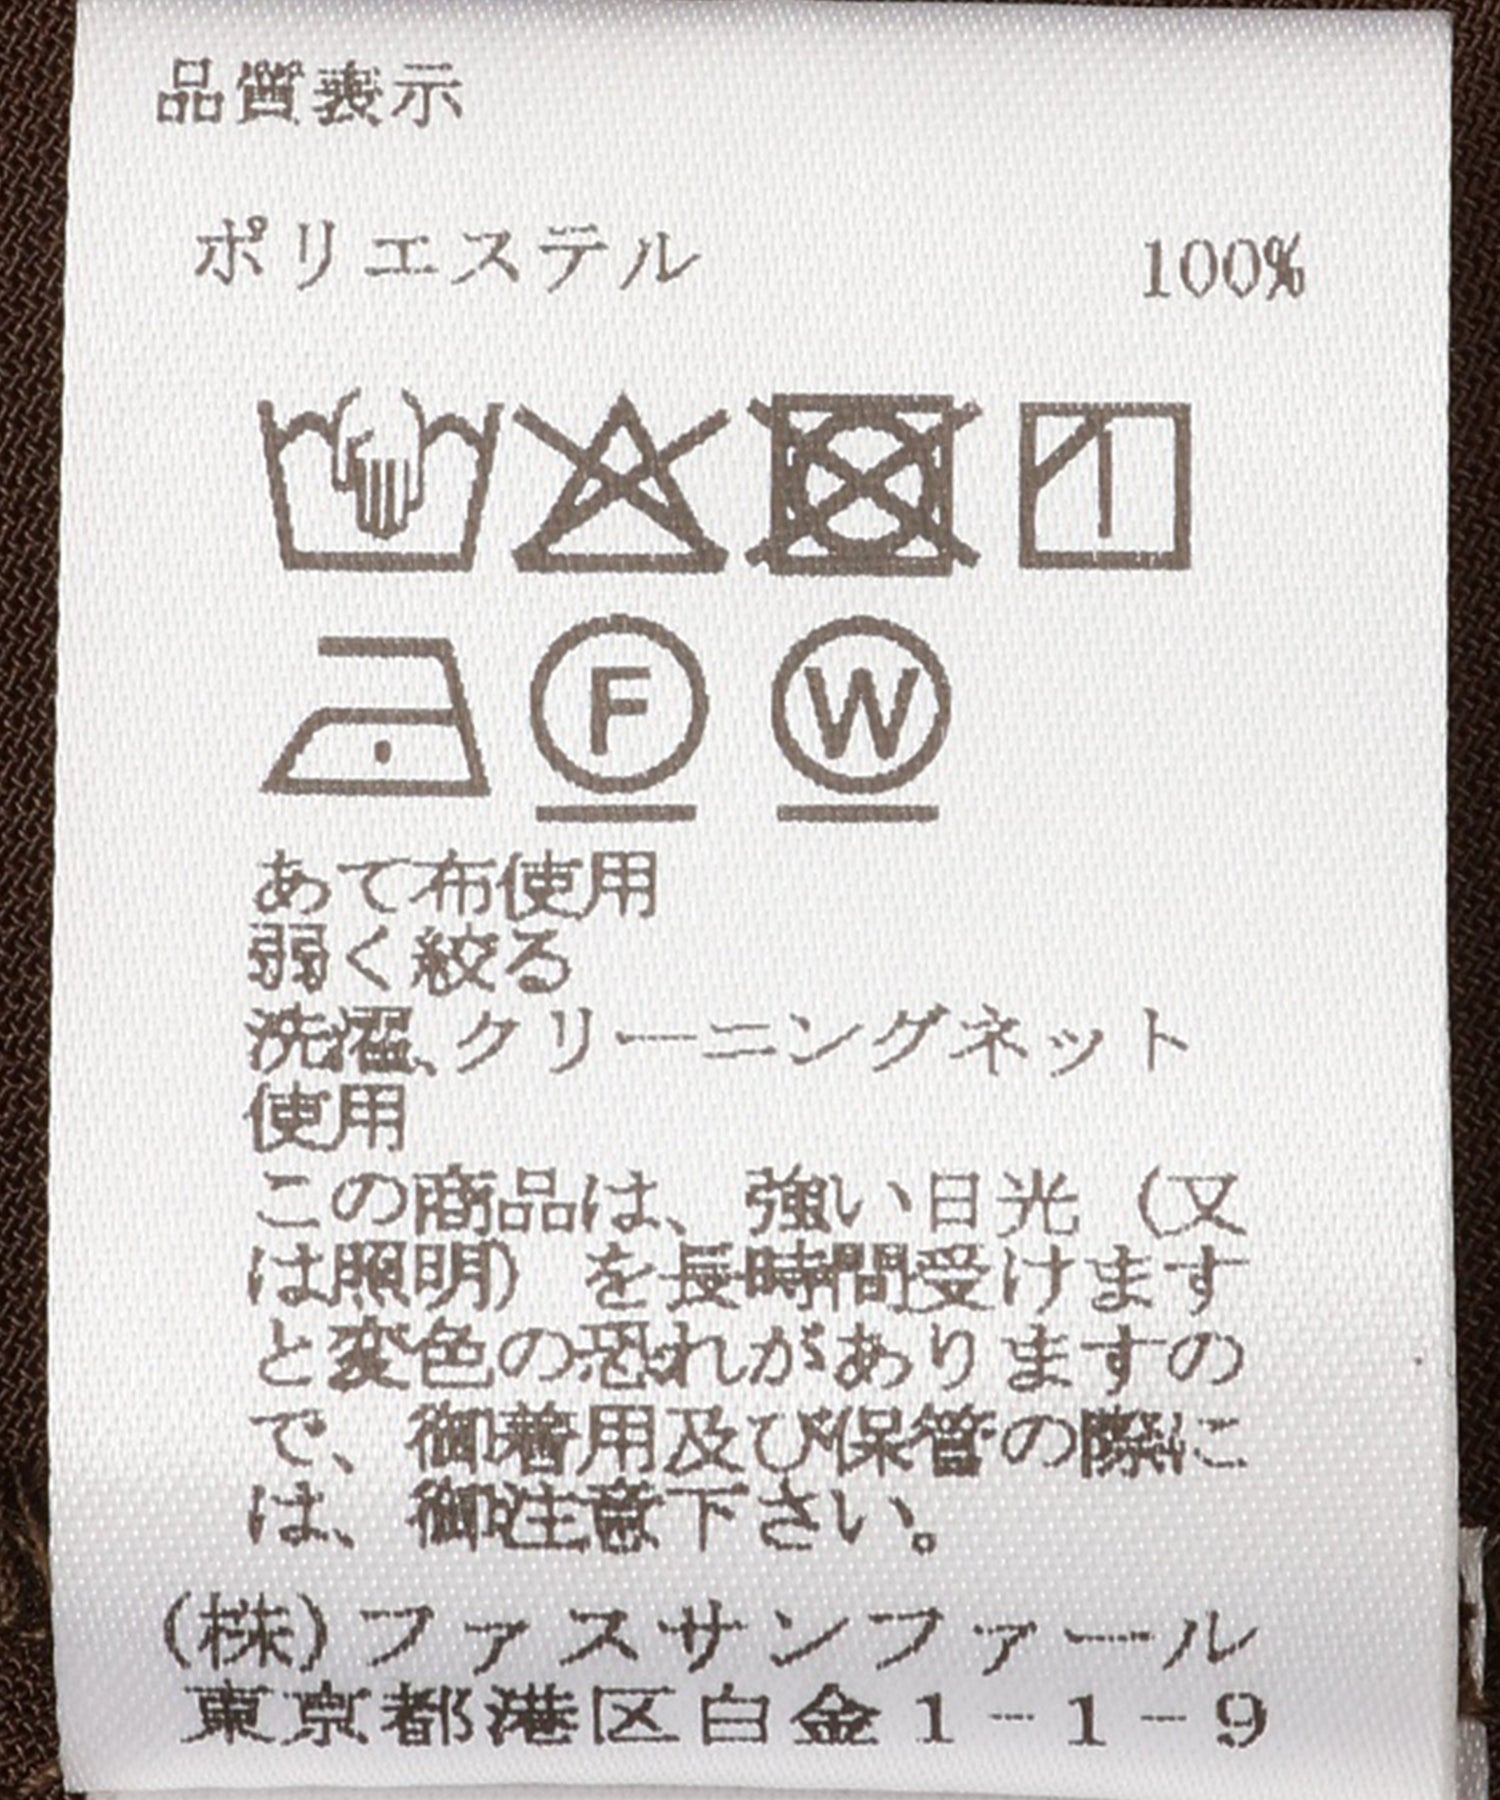 品質表示
ポリエステル 100%
F W
あて布使用
弱く絞る
洗濯、クリーニングネット
使用
この商品は、強い日光（又
は照明）を長時間受けます
と変色の恐れがありますの
で、御着用及び保管の際に
は、御注意下さい。
(株)ファスサンファール
東京都港区白金1-1-9